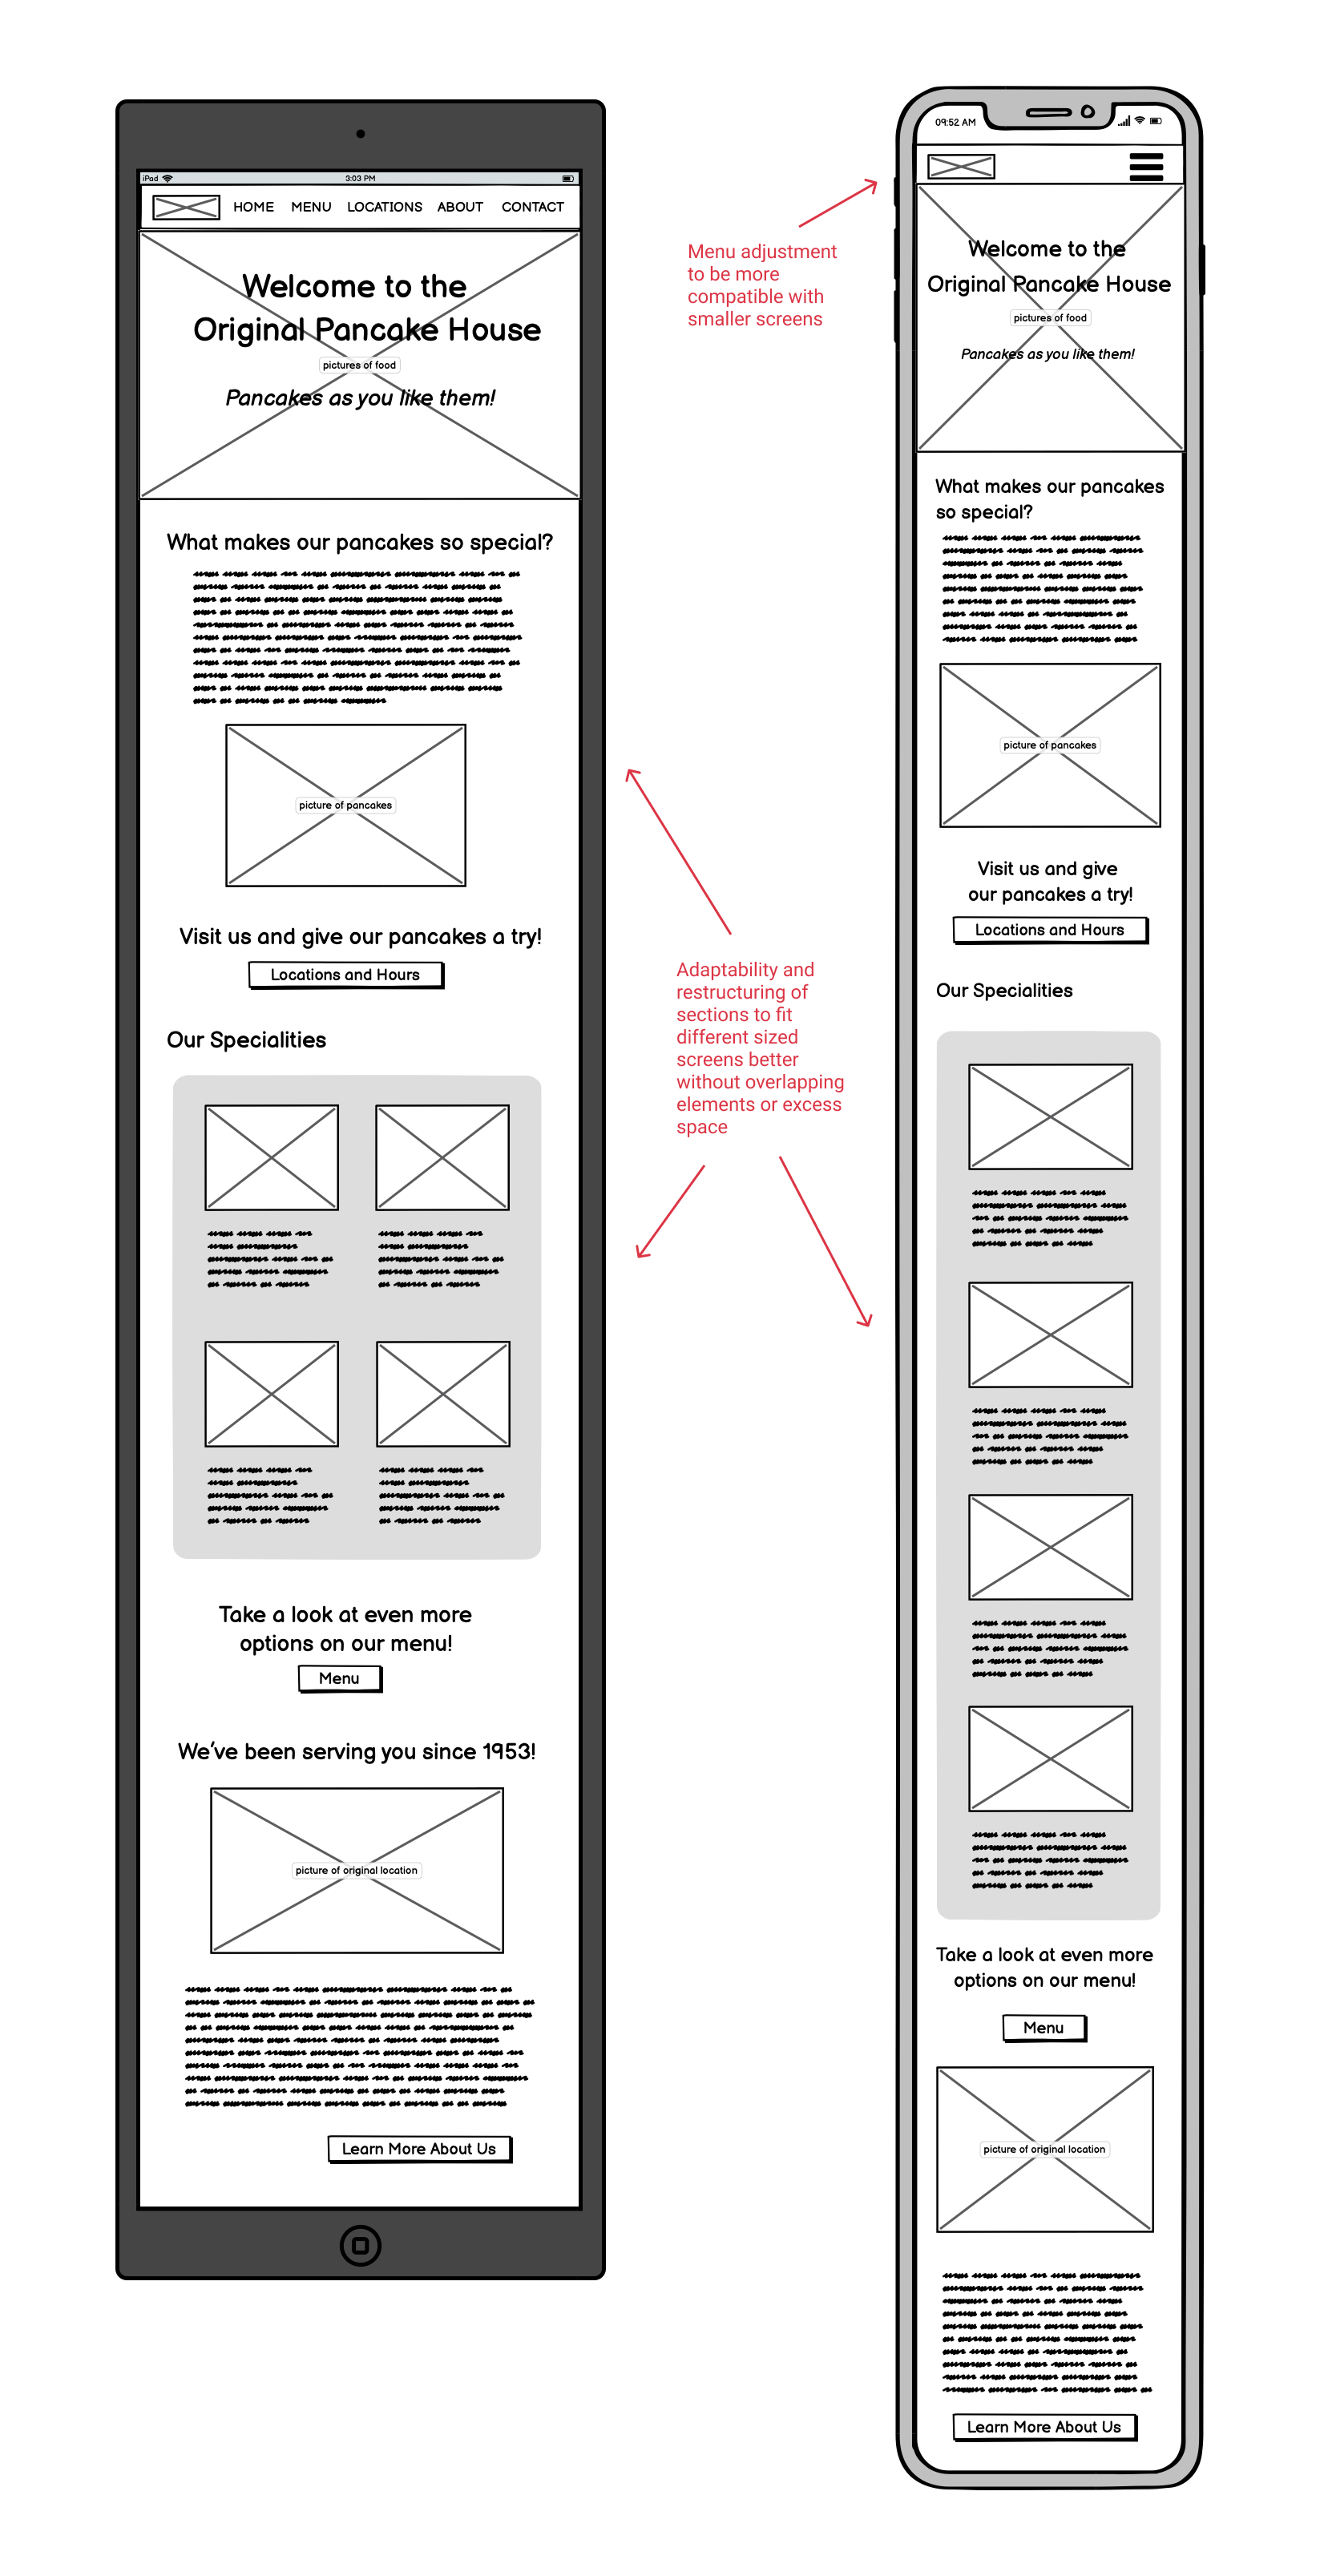 iPad
3:03 PM
HOME MENU LOCATIONS ABOUT CONTACT
Welcome to the
Original Pancake House
pictures of food
Pancakes as you like them!
What makes our pancakes so special?
picture of pancakes
Visit us and give our pancakes a try!
Locations and Hours
Our Specialities
Take a look at even more
options on our menu!
Menu
We've been serving you since 1953!
picture of original location
Learn More About Us
Menu adjustment
to be more
compatible with
smaller screens
Adaptability and
restructuring of
sections to fit
different sized
screens better
without overlapping
elements or excess
space
09:52 AM
Welcome to the
Original Pancake House
pictures of food
Pancakes as you like them!
What makes our pancakes
so special?
picture of pancakes
Visit us and give
our pancakes a try!
Locations and Hours
Our Specialities
Take a look at even more
options on our menu!
Menu
picture of original location
Learn More About Us